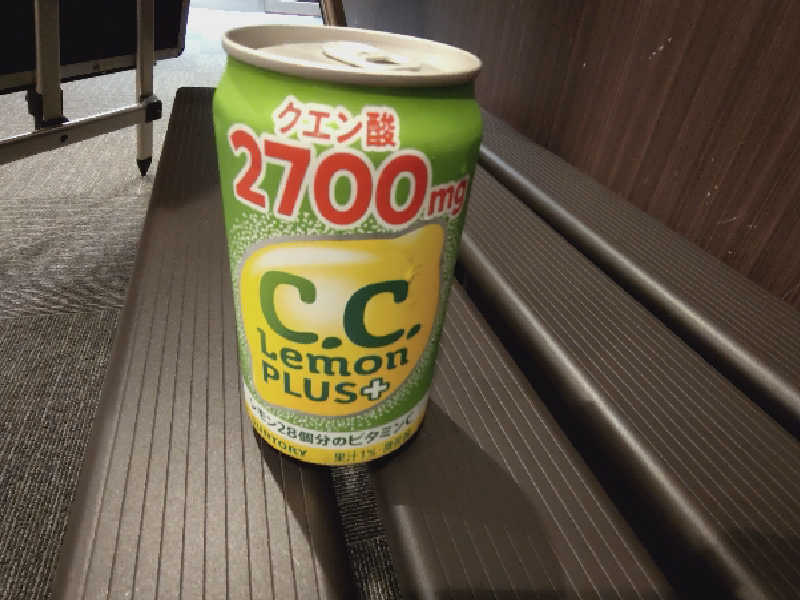 クエン酸
2700mg
C.C.
Lemon
PLUS+
レモン28個分のビタミンC
SUNTORY
果汁1%